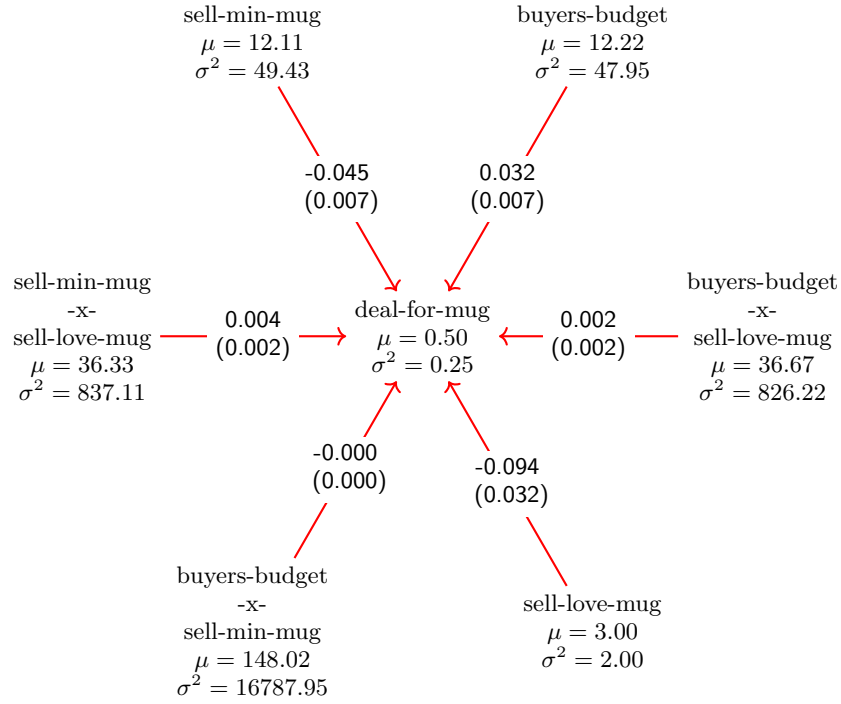 sell-min-mug
μ = 12.11
σ² = 49.43
buyers-budget
μ = 12.22
σ² = 47.95
-0.045
(0.007)
0.032
(0.007)
sell-min-mug
-x-
sell-love-mug
μ = 36.33
σ² = 837.11
0.004
(0.002)
deal-for-mug
μ = 0.50
σ² = 0.25
0.002
(0.002)
buyers-budget
-x-
sell-love-mug
μ = 36.67
σ² = 826.22
-0.000
(0.000)
-0.094
(0.032)
buyers-budget
-x-
sell-min-mug
μ = 148.02
σ² = 16787.95
sell-love-mug
μ = 3.00
σ² = 2.00